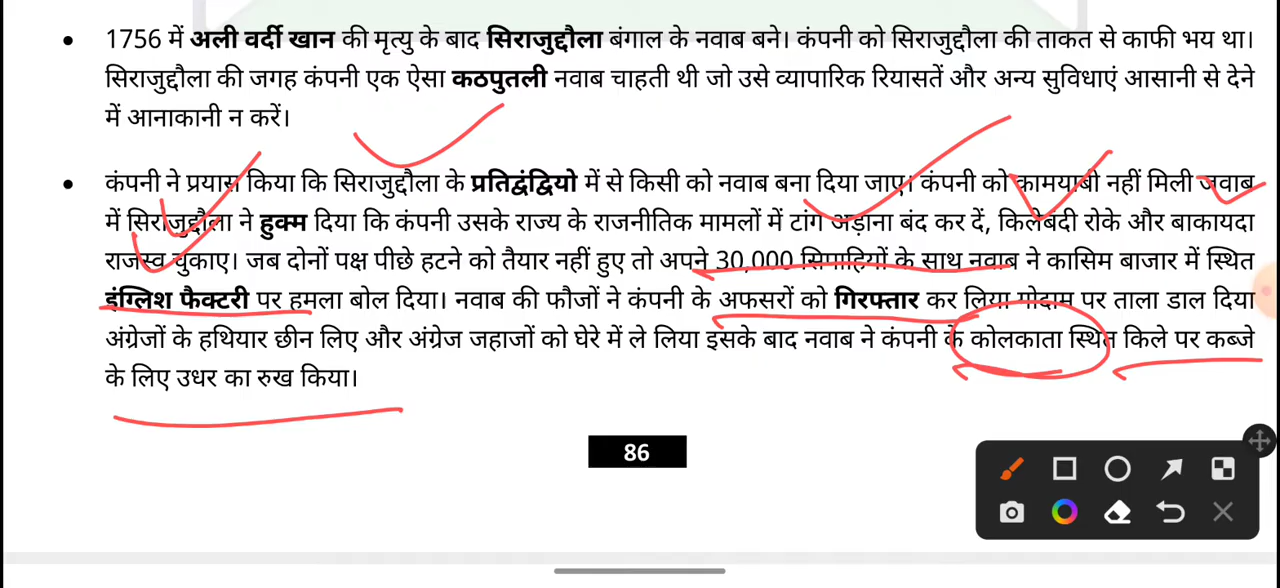 • 1756 में अली वर्दी खान की मृत्यु के बाद सिराजुद्दौला बंगाल के नवाब बने। कंपनी को सिराजुद्दौला की ताकत से काफी भय था।
सिराजुद्दौला की जगह कंपनी एक ऐसा कठपुतली नवाब चाहती थी जो उसे व्यापारिक रियासतें और अन्य सुविधाएं आसानी से देने
में आनाकानी न करें।
• कंपनी ने प्रयास किया कि सिराजुद्दौला के प्रतिद्वंद्वियो में से किसी को नवाब बना दिया जाए। कंपनी को कामयाबी नहीं मिली जवाब
में सिराजुद्दौला ने हुक्म दिया कि कंपनी उसके राज्य के राजनीतिक मामलों में टांग अड़ाना बंद कर दें, किलेबंदी रोके और बाकायदा
राजस्व चुकाए। जब दोनों पक्ष पीछे हटने को तैयार नहीं हुए तो अपने 30,000 सिपाहियों के साथ नवाब ने कासिम बाजार में स्थित
इंग्लिश फैक्टरी पर हमला बोल दिया। नवाब की फौजों ने कंपनी के अफसरों को गिरफ्तार कर लिया गोदाम पर ताला डाल दिया
अंग्रेजों के हथियार छीन लिए और अंग्रेज जहाजों को घेरे में ले लिया इसके बाद नवाब ने कंपनी के कोलकाता स्थित किले पर कब्जे
के लिए उधर का रुख किया।
86